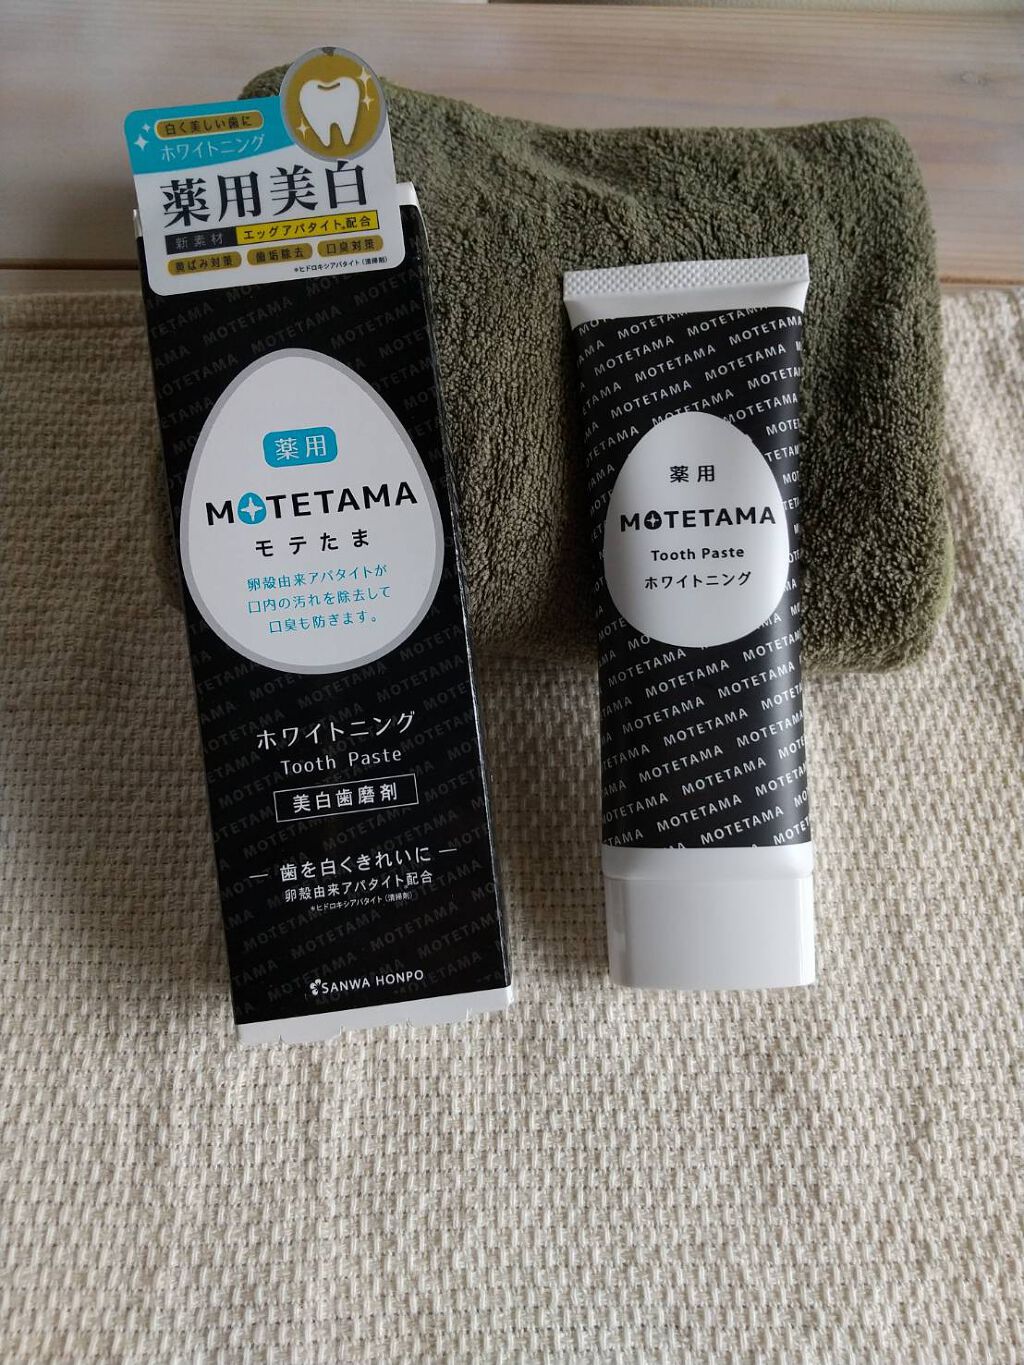 白く美しい歯に
ホワイトニング
薬用美白
新素材 エッグアパタイト※配合
黄ばみ対策 歯垢除去 口臭対策
※ヒドロキシアパタイト(清掃剤)
薬用
MOTETAMA
モテたま
卵殻由来アパタイトが
口内の汚れを除去して
口臭も防ぎます。
ホワイトニング
Tooth Paste
美白歯磨剤
― 歯を白くきれいに ―
卵殻由来アパタイト配合
※ヒドロキシアパタイト(清掃剤)
SANWA HONPO
薬用
MOTETAMA
Tooth Paste
ホワイトニング